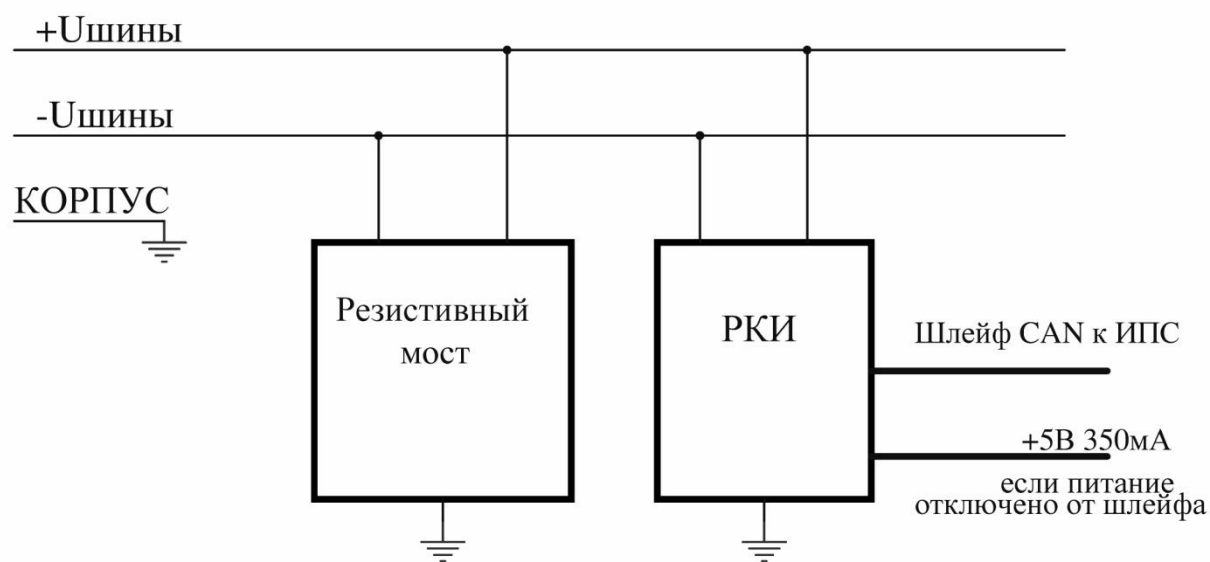 +Uшины
-Uшины
КОРПУС
Резистивный
мост
РКИ
Шлейф CAN к ИПС
+5В 350мА
если питание
отключено от шлейфа